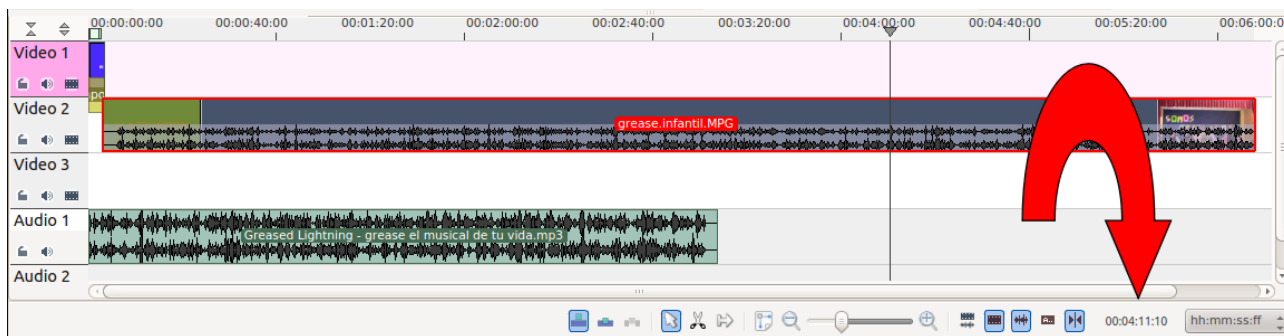 00:00:00:00 00:00:40:00 00:01:20:00 00:02:00:00 00:02:40:00 00:03:20:00 00:04:00:00 00:04:40:00 00:05:20:00 00:06:00:0
Video 1
Video 2
grease.infantil.MPG
SOMOS
Video 3
Audio 1
Greased Lightning - grease el musical de tu vida.mp3
Audio 2
00:04:11:10 hh:mm:ss:ff